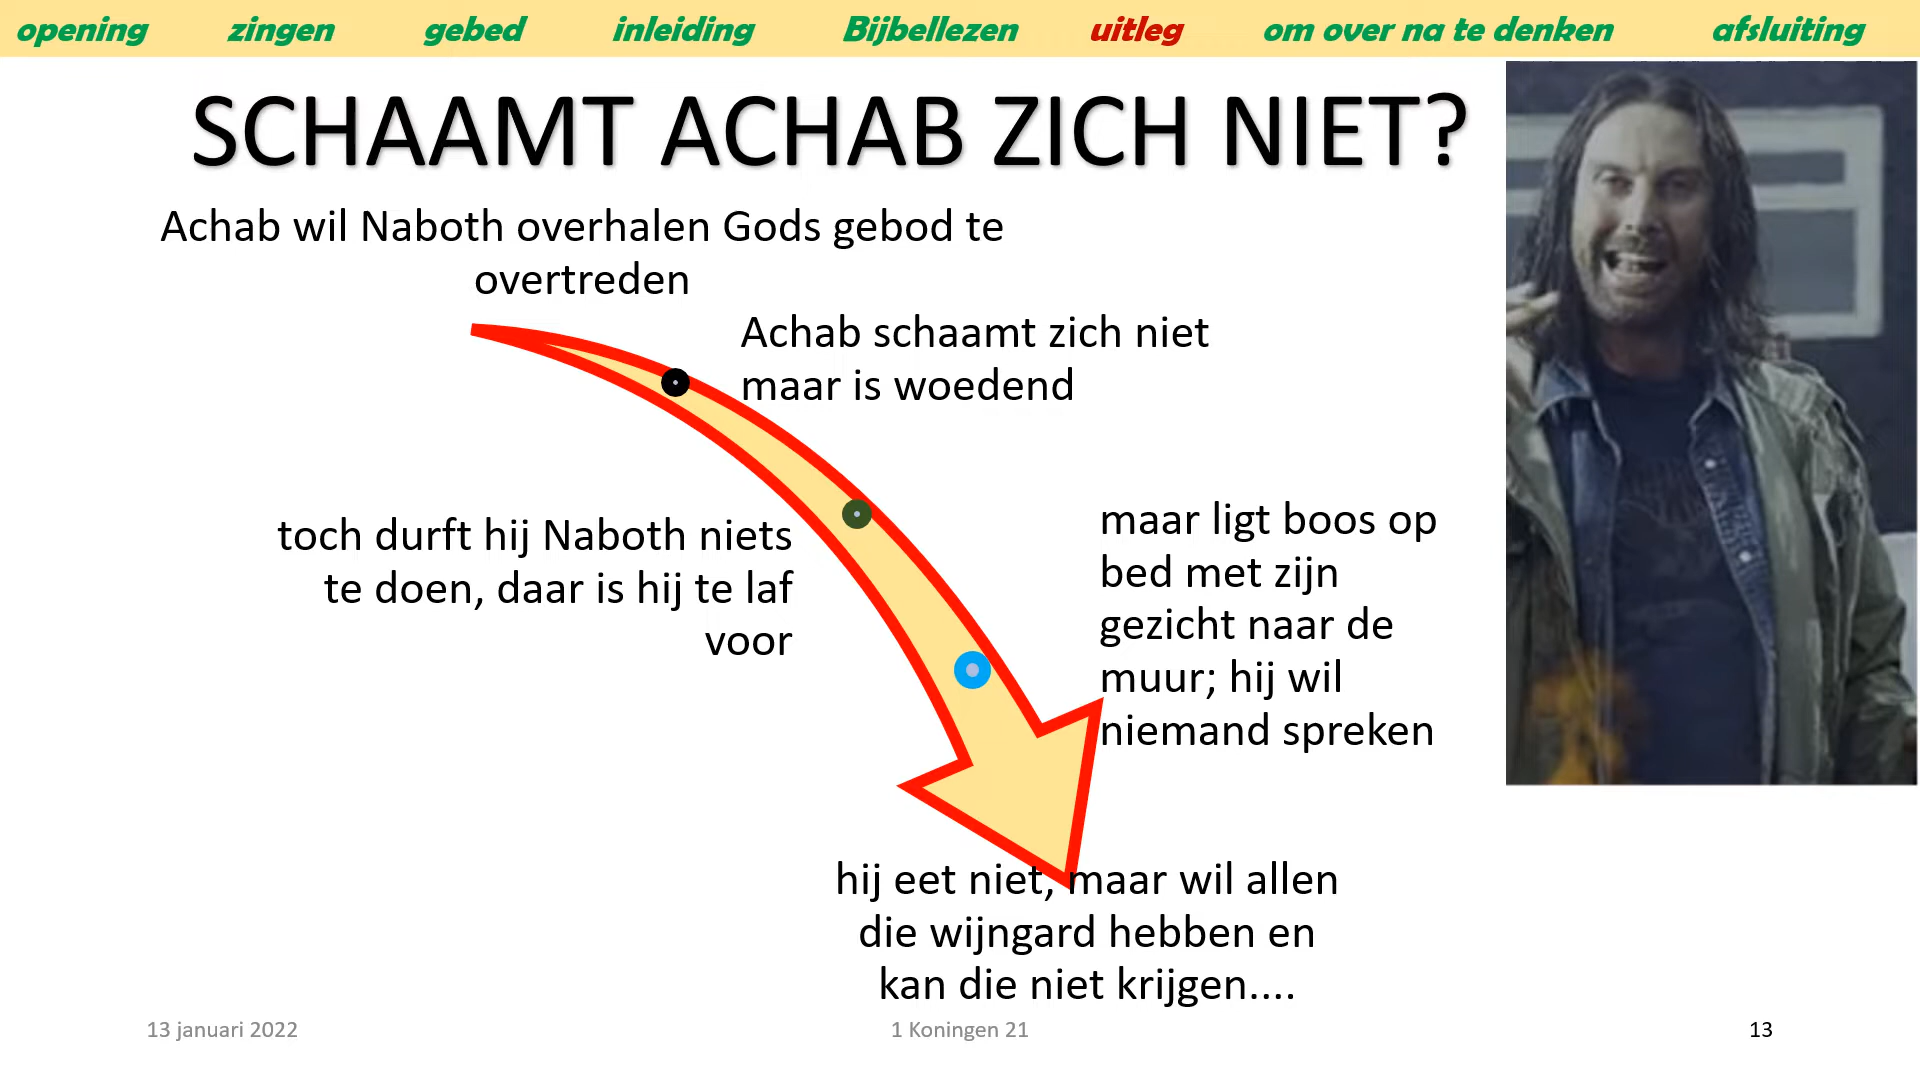 opening zingen gebed inleiding Bijbellezen uitleg om over na te denken afsluiting
SCHAAMT ACHAB ZICH NIET?
Achab wil Naboth overhalen Gods gebod te
overtreden
Achab schaamt zich niet
maar is woedend
toch durft hij Naboth niets
te doen, daar is hij te laf
voor
maar ligt boos op
bed met zijn
gezicht naar de
muur; hij wil
niemand spreken
hij eet niet, maar wil allen
die wijngard hebben en
kan die niet krijgen....
13 januari 2022
1 Koningen 21
13